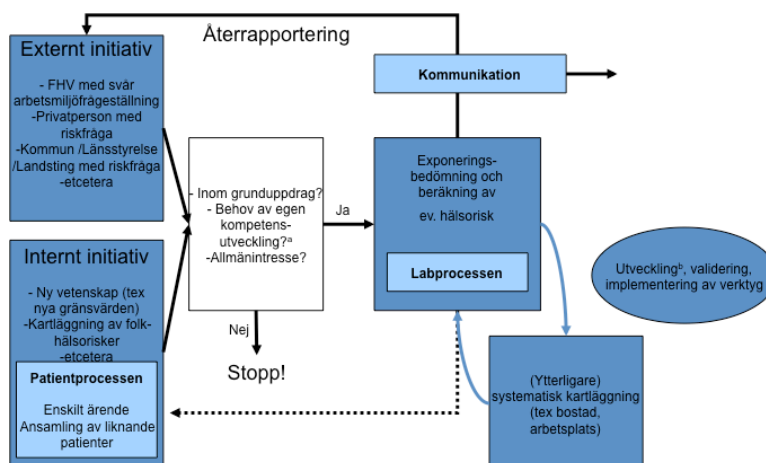 Återrapportering
Externt initiativ
- FHV med svår
arbetsmiljöfrågeställning
-Privatperson med
riskfråga
-Kommun /Länsstyrelse
/Landsting med riskfråga
-etcetera
Kommunikation
- Inom grunduppdrag?
- Behov av egen
kompetens-
utveckling?ᵃ
-Allmänintresse?
Ja
Nej
Stopp!
Exponerings-
bedömning och
beräkning av
ev. hälsorisk
Labprocessen
Utvecklingᵇ, validering,
implementering av verktyg
Internt initiativ
- Ny vetenskap (tex
nya gränsvärden)
-Kartläggning av folk-
hälsorisker
-etcetera
Patientprocessen
Enskilt ärende
Ansamling av liknande
patienter
(Ytterligare)
systematisk kartläggning
(tex bostad,
arbetsplats)